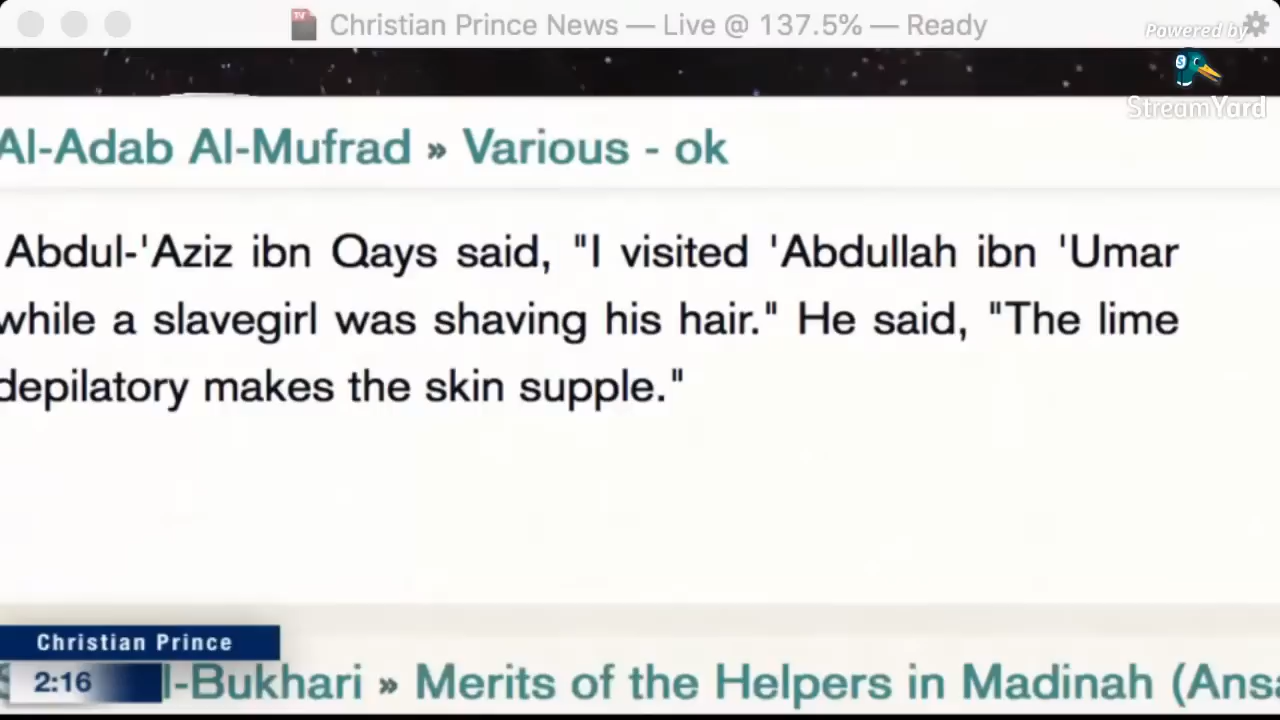 Christian Prince News — Live @ 137.5% — Ready
Powered by
StreamYard
Al-Adab Al-Mufrad » Various - ok
Abdul-'Aziz ibn Qays said, "I visited 'Abdullah ibn 'Umar
while a slavegirl was shaving his hair." He said, "The lime
depilatory makes the skin supple."
Christian Prince
2:16
l-Bukhari » Merits of the Helpers in Madinah (Ansa